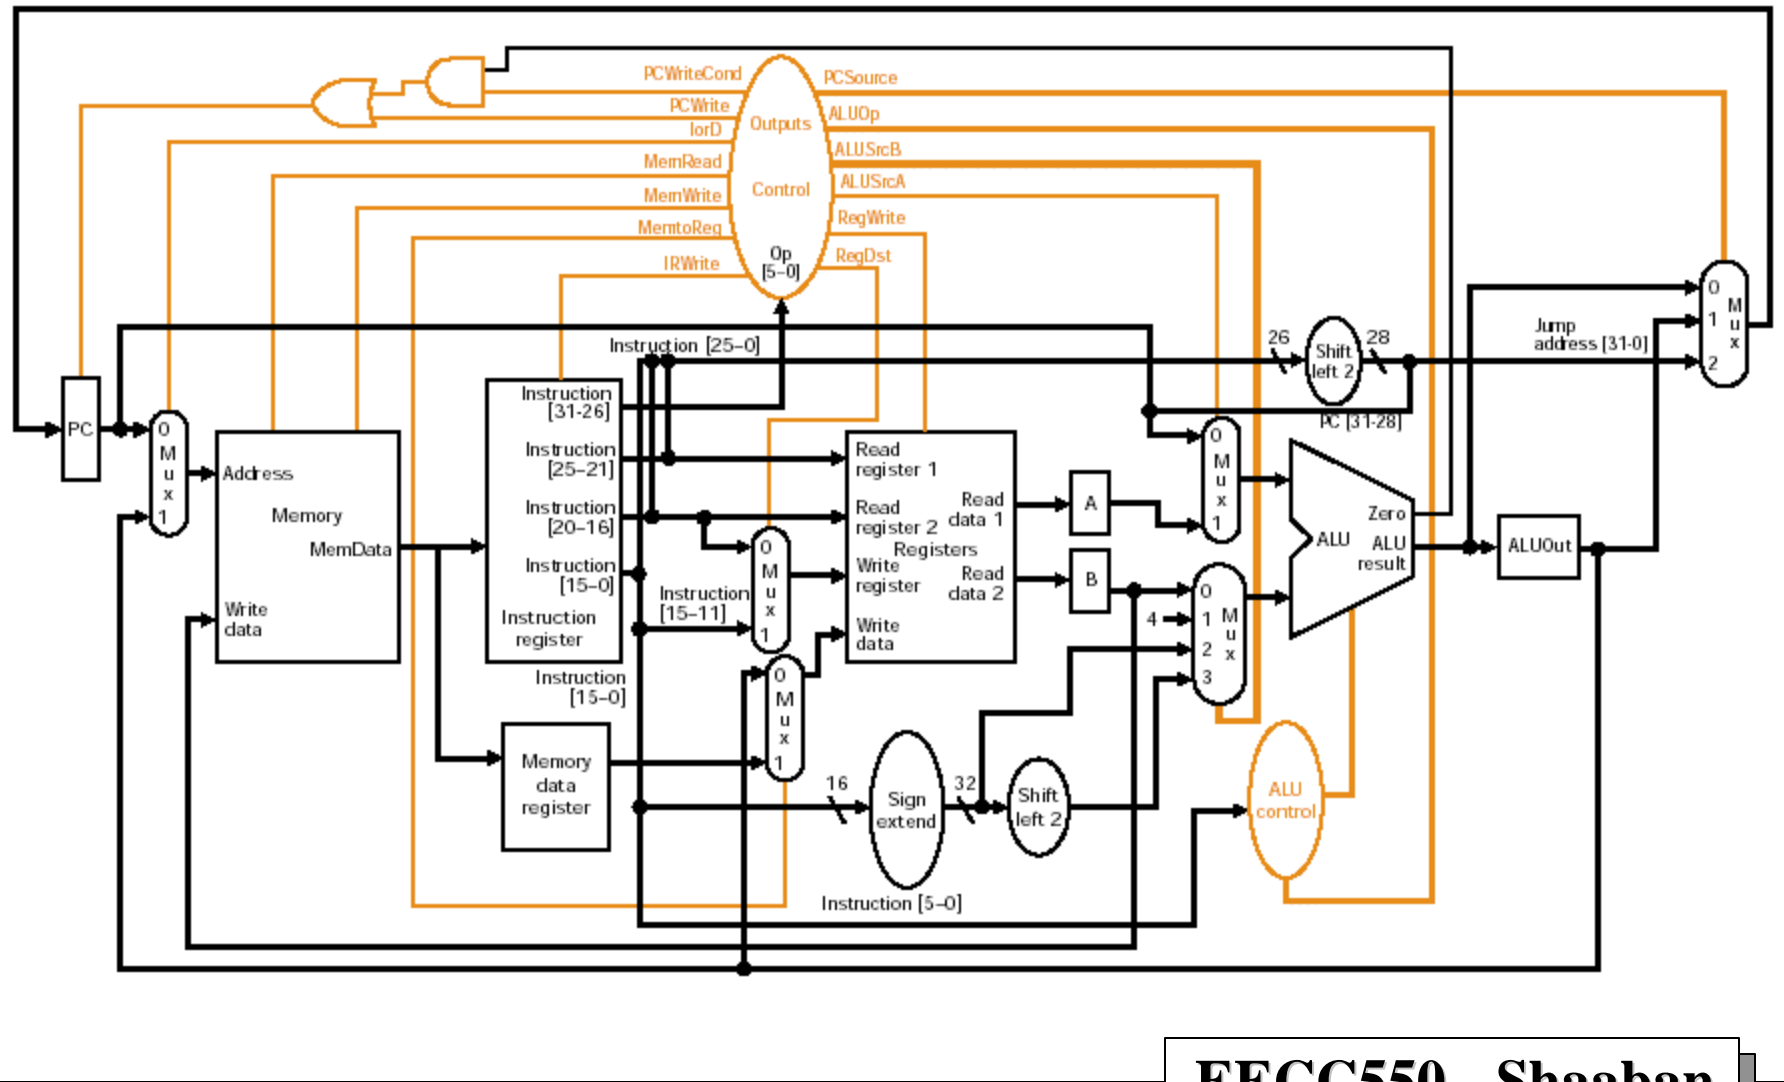 PCWriteCond
PCSource
PCWrite
ALUOp
Outputs
IorD
ALUSrcB
MemRead
ALUSrcA
Control
MemWrite
RegWrite
MemtoReg
Op
[5-0]
RegDst
IRWrite
Instruction [25-0]
26
Shift
left 2
28
Jump
address [31-0]
0
1
2
M
u
x
PC [31-28]
PC
0
M
u
x
1
Address
Memory
MemData
Write
data
Instruction
[31-26]
Instruction
[25-21]
Instruction
[20-16]
Instruction
[15-0]
Instruction
register
Instruction
[15-11]
Instruction
[15-0]
0
M
u
x
1
Read
register 1
Read
register 2
Registers
Write
register
Write
data
Read
data 1
Read
data 2
A
B
0
M
u
x
1
4
0
1
2
3
M
u
x
Zero
ALU
ALU
result
ALUOut
0
M
u
x
1
Memory
data
register
16
Sign
extend
32
Shift
left 2
ALU
control
Instruction [5-0]
EECC550 - Shaaban